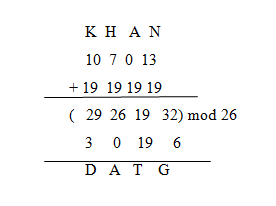 K H A N
10 7 0 13
+ 19 19 19 19
( 29 26 19 32) mod 26
3 0 19 6
D A T G